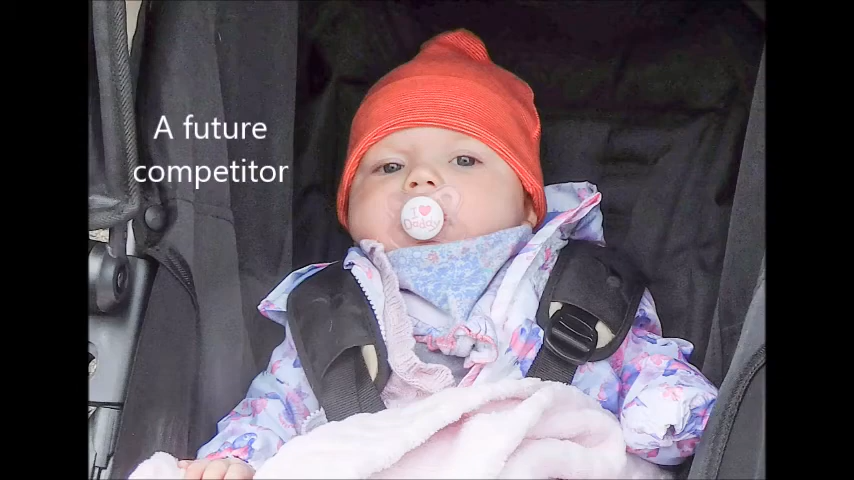 A future
competitor
I ♥
Daddy